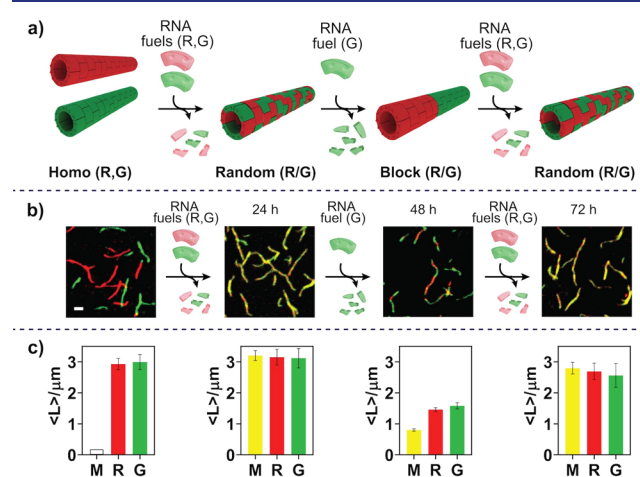 a)
RNA
fuels (R,G)
RNA
fuel (G)
RNA
fuels (R,G)
Homo (R,G)
Random (R/G)
Block (R/G)
Random (R/G)
b)
RNA
fuels (R,G)
24 h
RNA
fuel (G)
48 h
RNA
fuels (R,G)
72 h
c)
<L>/μm
3
2
1
0
M R G
<L>/μm
3
2
1
0
M R G
<L>/μm
3
2
1
0
M R G
<L>/μm
3
2
1
0
M R G